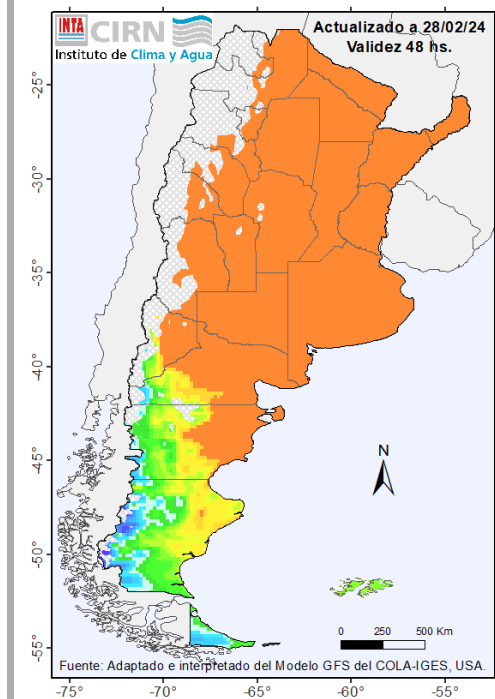 INTA CIRN
Instituto de Clima y Agua
Actualizado a 28/02/24
Validez 48 hs.
-25°
-30°
-35°
-40°
-45°
-50°
-55°
N
0 250 500 Km
Fuente: Adaptado e interpretado del Modelo GFS del COLA-IGES, USA.
-75° -70° -65° -60° -55°